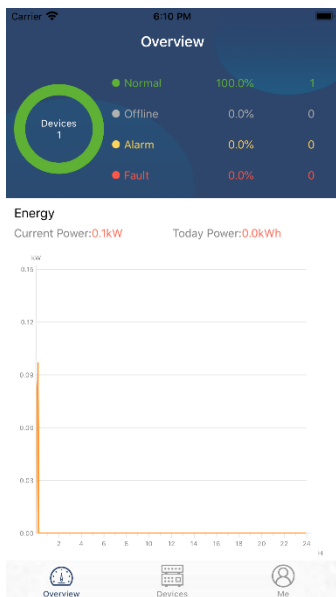 Carrier 6:10 PM
Overview
Devices
1
Normal 100.0% 1
Offline 0.0% 0
Alarm 0.0% 0
Fault 0.0% 0
Energy
Current Power:0.1kW Today Power:0.0kWh
kW
0.15
0.12
0.09
0.06
0.03
0.00
2 4 6 8 10 12 14 16 18 20 22 24
H
Overview Devices Me